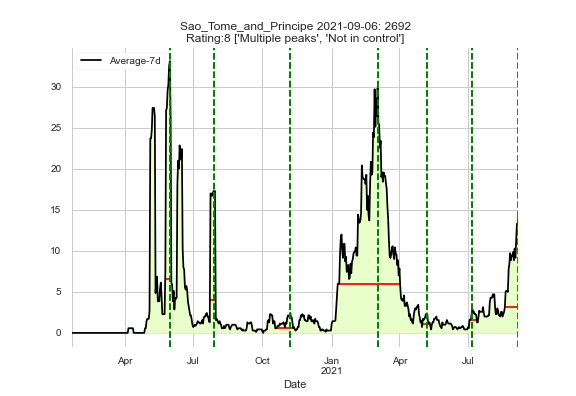 Sao_Tome_and_Principe 2021-09-06: 2692
Rating:8 ['Multiple peaks', 'Not in control']
Average-7d
30
25
20
15
10
5
0
Apr Jul Oct Jan Apr Jul
2021
Date